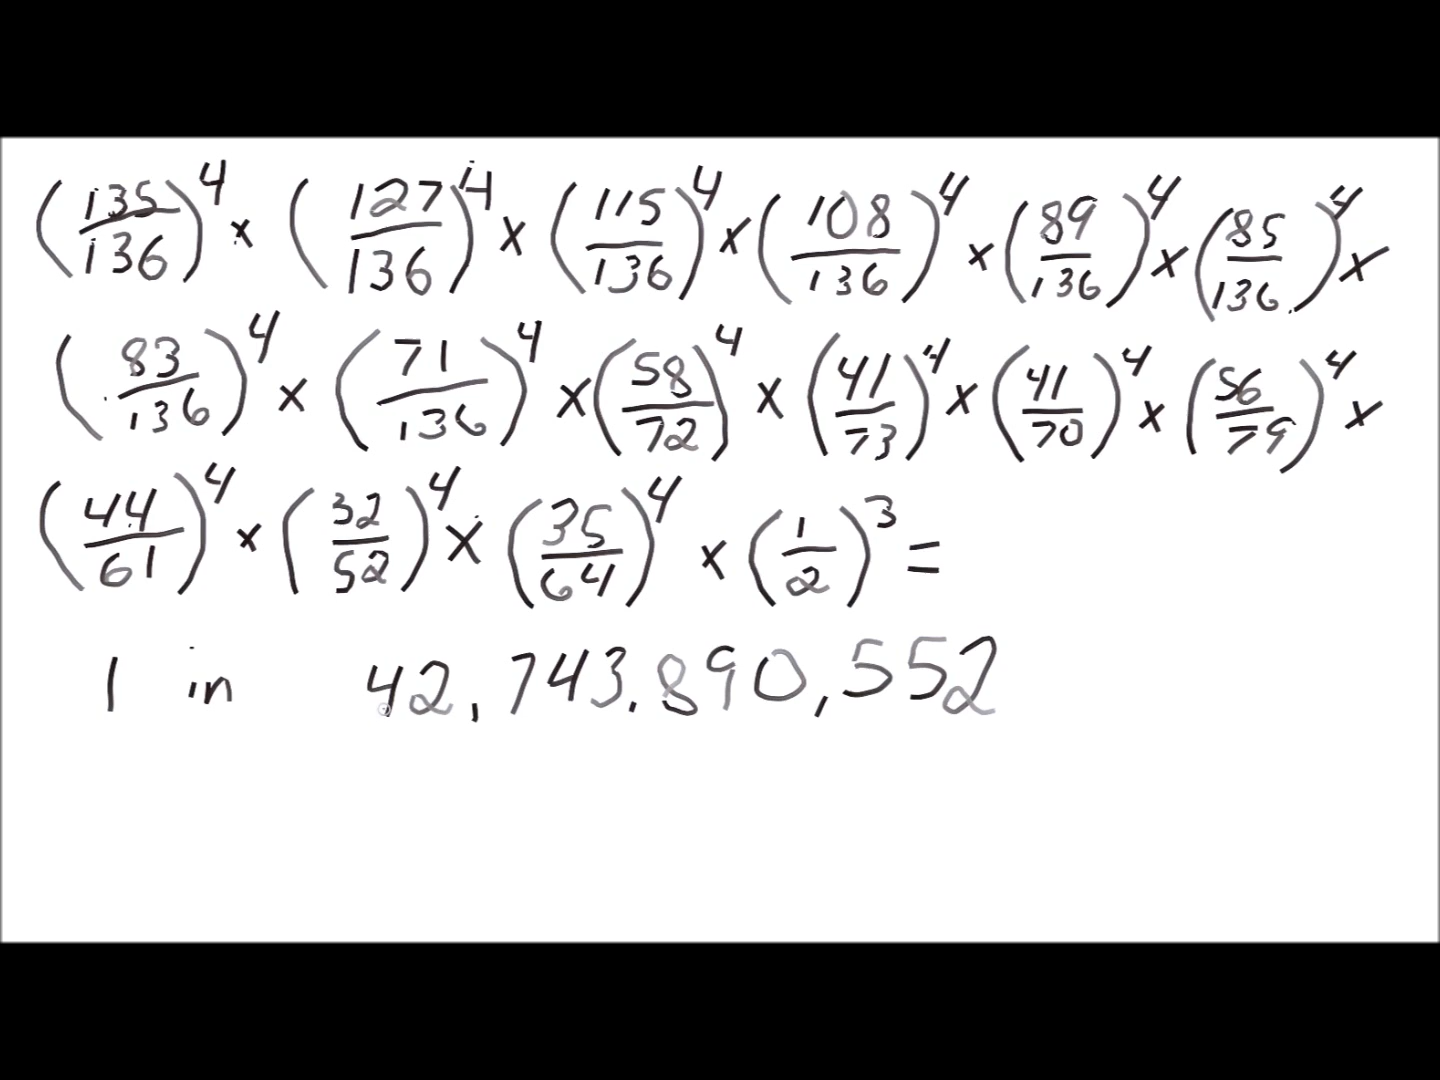 (135/136)^4 × (127/136)^4 × (115/136)^4 × (108/136)^4 × (89/136)^4 × (85/136)^4 ×
(83/136)^4 × (71/136)^4 × (58/72)^4 × (41/73)^4 × (41/70)^4 × (56/79)^4 ×
(44/61)^4 × (32/52)^4 × (35/64)^4 × (1/2)^3 =
1 in 42,743.890,552